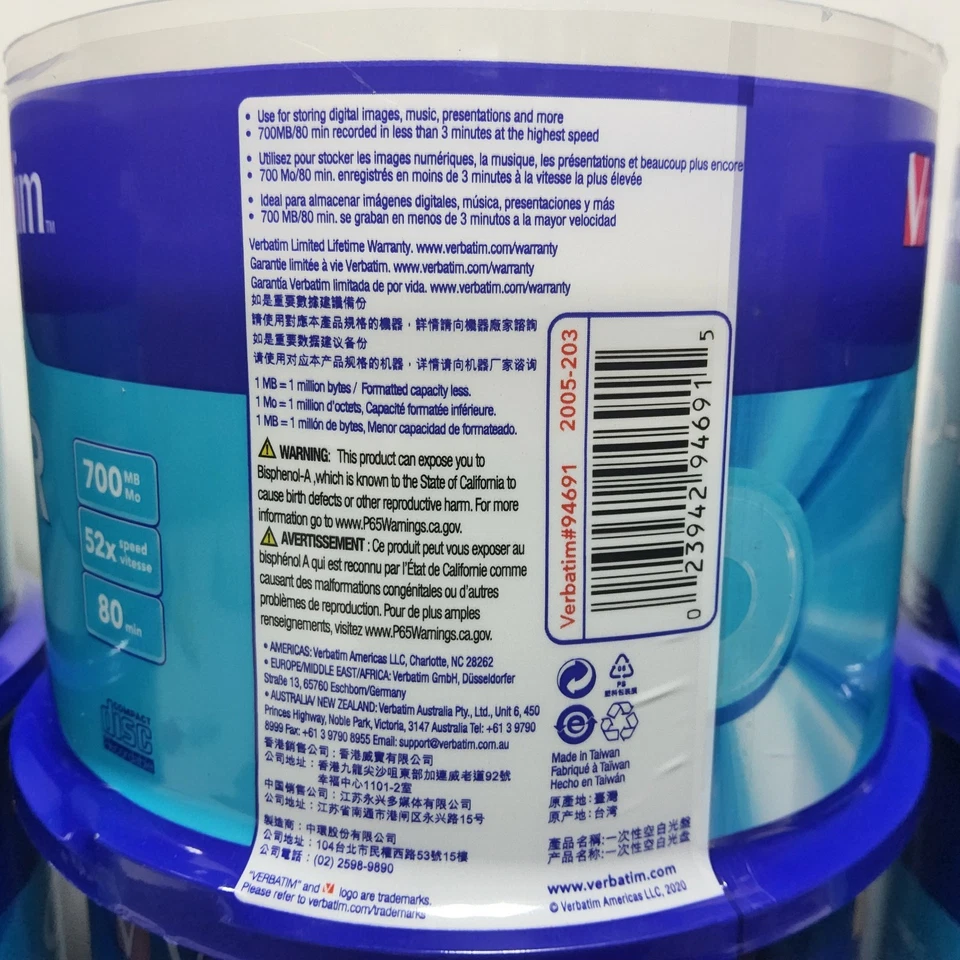 im™
V
• Use for storing digital images, music, presentations and more
• 700MB/80 min recorded in less than 3 minutes at the highest speed
• Utilisez pour stocker les images numériques, la musique, les présentations et beaucoup plus encore
• 700 Mo/80 min. enregistrés en moins de 3 minutes à la vitesse la plus élevée
• Ideal para almacenar imágenes digitales, música, presentaciones y más
• 700 MB/80 min. se graban en menos de 3 minutos a la mayor velocidad
Verbatim Limited Lifetime Warranty. www.verbatim.com/warranty
Garantie limitée à vie Verbatim. www.verbatim.com/warranty
Garantía Verbatim limitada de por vida. www.verbatim.com/warranty
如是重要數據建議備份
請使用對應本產品規格的機器，詳情請向機器廠家諮詢
如是重要数据建议备份
请使用对应本产品规格的机器，详情请向机器厂家咨询
1 MB = 1 million bytes / Formatted capacity less.
1 Mo = 1 million d'octets, Capacité formatée inférieure.
1 MB = 1 millón de bytes, Menor capacidad de formateado.
WARNING: This product can expose you to
Bisphenol-A ,which is known to the State of California to
cause birth defects or other reproductive harm. For more
information go to www.P65Warnings.ca.gov.
AVERTISSEMENT : Ce produit peut vous exposer au
bisphénol A qui est reconnu par l'État de Californie comme
causant des malformations congénitales ou d'autres
problèmes de reproduction. Pour de plus amples
renseignements, visitez www.P65Warnings.ca.gov.
• AMERICAS: Verbatim Americas LLC, Charlotte, NC 28262
• EUROPE/MIDDLE EAST/AFRICA: Verbatim GmbH, Düsseldorfer
Straße 13, 65760 Eschborn/Germany
• AUSTRALIA/ NEW ZEALAND: Verbatim Australia Pty., Ltd., Unit 6, 450
Princes Highway, Noble Park, Victoria, 3147 Australia Tel: +61 3 9790
8999 Fax: +61 3 9790 8955 Email: support@verbatim.com.au
香港銷售公司：香港威寶有限公司
公司地址：香港九龍尖沙咀東部加連威老道92號
幸福中心1101-2室
中国销售公司：江苏永兴多媒体有限公司
公司地址：江苏省南通市港闸区永兴路15号
製造商：中環股份有限公司
公司地址：104台北市民權西路53號15樓
公司電話：(02) 2598-9890
"VERBATIM" and V logo are trademarks.
Please refer to verbatim.com/trademarks
Verbatim#94691 2005-203
0 23942 94691 5
06
PS
塑料包装膜
e
Made in Taiwan
Fabriqué à Taïwan
Hecho en Taiwán
原產地：臺灣
原产地：台湾
產品名稱：一次性空白光盤
产品名称：一次性空白光盘
www.verbatim.com
© Verbatim Americas LLC, 2020
R
700 MB Mo
52x speed vitesse
80 min
COMPACT
disc